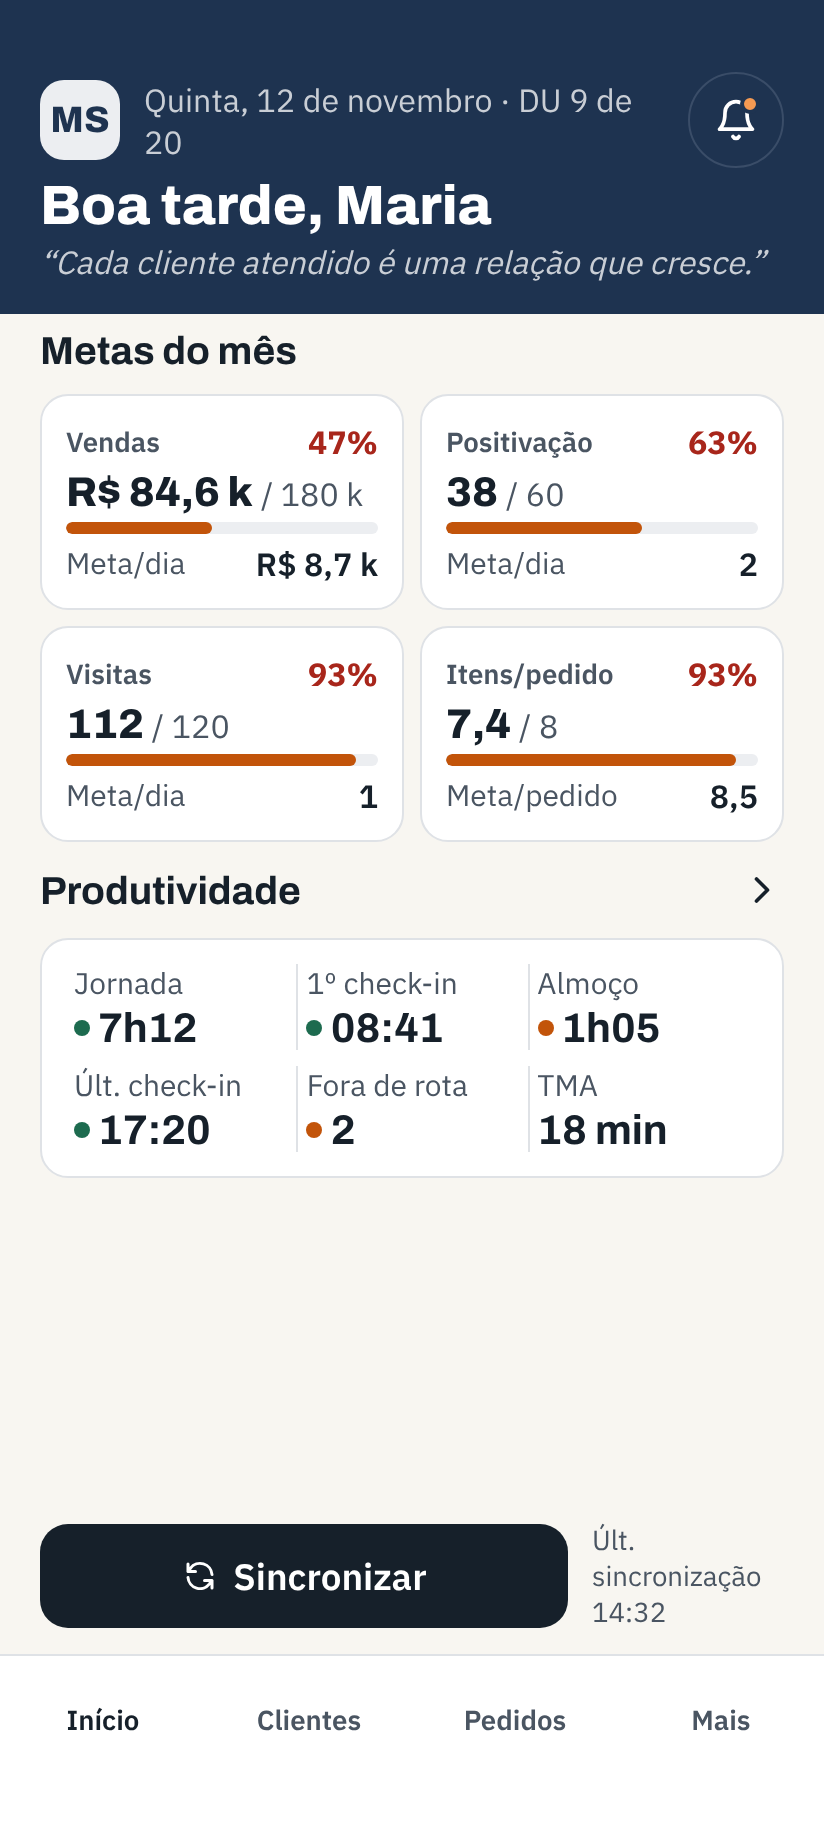 MS
Quinta, 12 de novembro · DU 9 de
20
Boa tarde, Maria
“Cada cliente atendido é uma relação que cresce.”
Metas do mês
Vendas 47%
R$ 84,6 k / 180 k
Meta/dia R$ 8,7 k
Positivação 63%
38 / 60
Meta/dia 2
Visitas 93%
112 / 120
Meta/dia 1
Itens/pedido 93%
7,4 / 8
Meta/pedido 8,5
Produtividade
Jornada
7h12
1º check-in
08:41
Almoço
1h05
Últ. check-in
17:20
Fora de rota
2
TMA
18 min
Sincronizar
Últ.
sincronização
14:32
Início Clientes Pedidos Mais